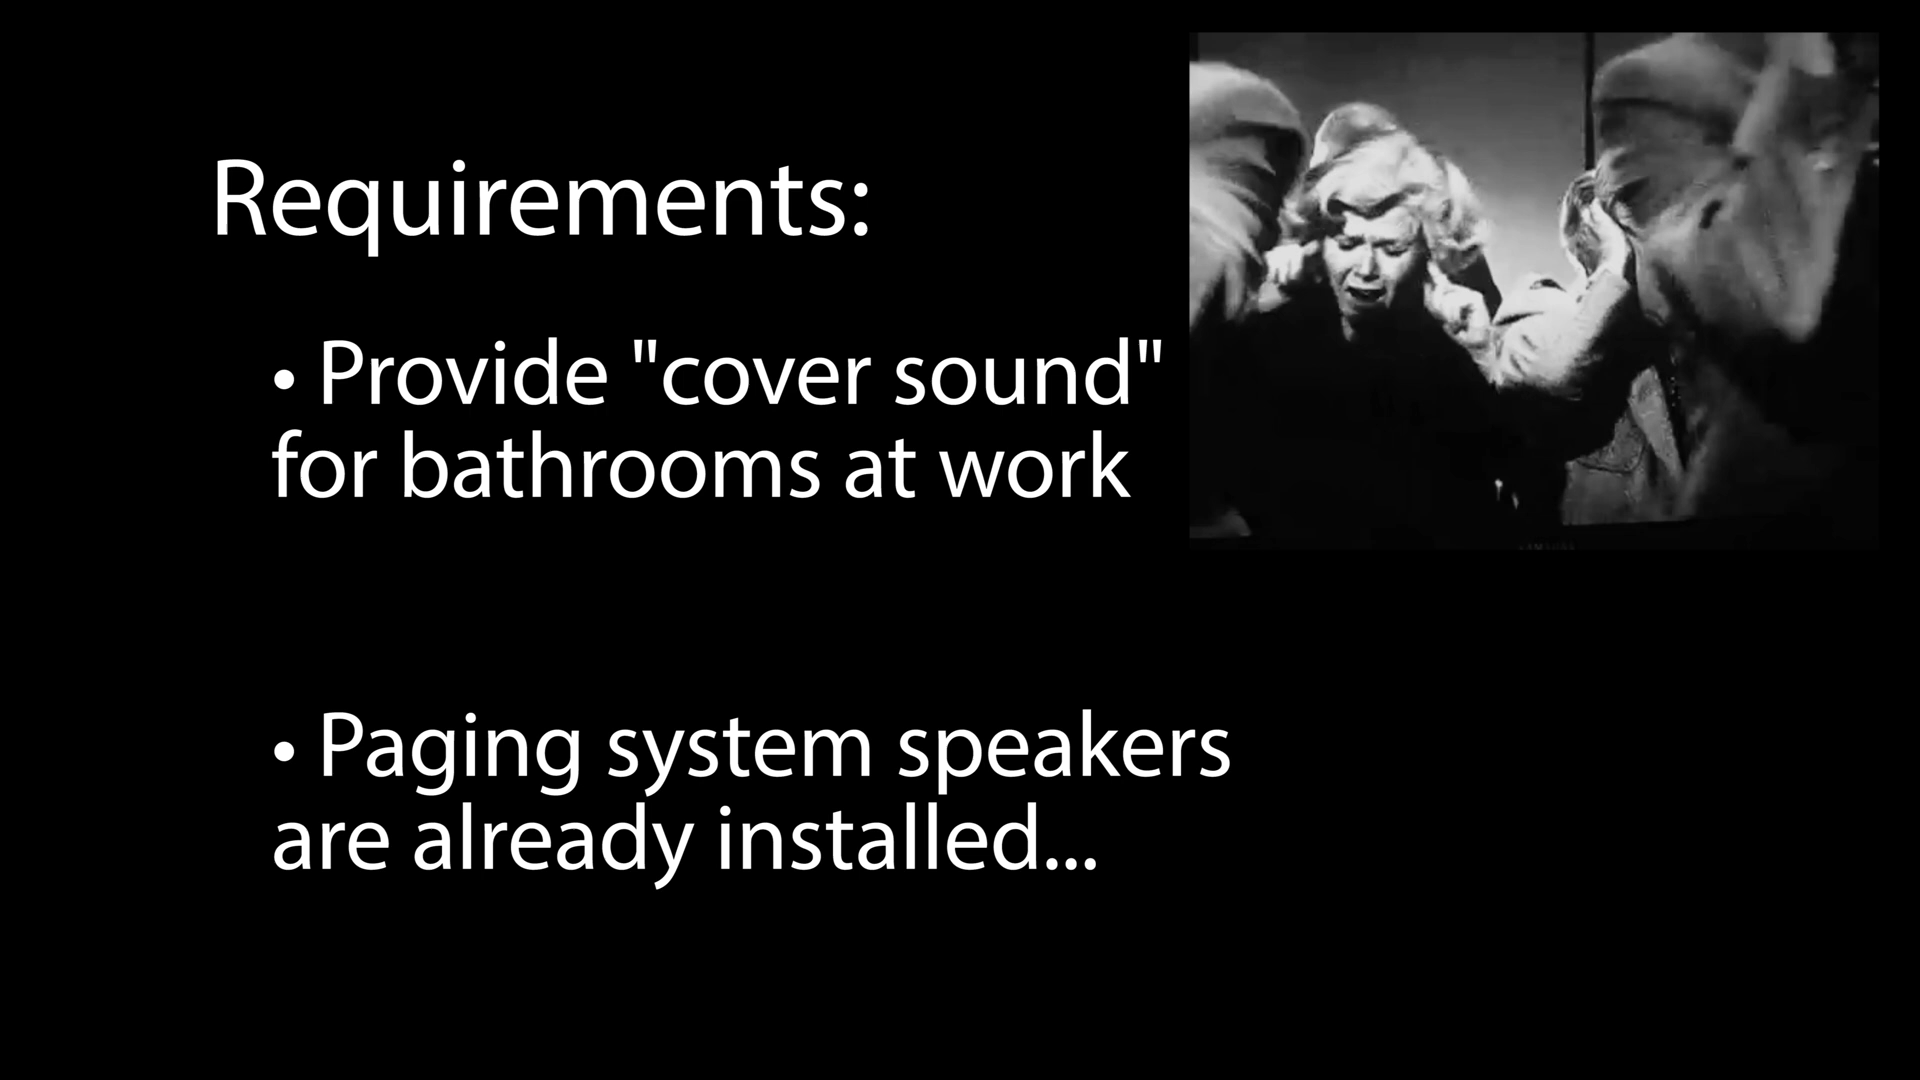 Requirements:
• Provide "cover sound"
for bathrooms at work
• Paging system speakers
are already installed...